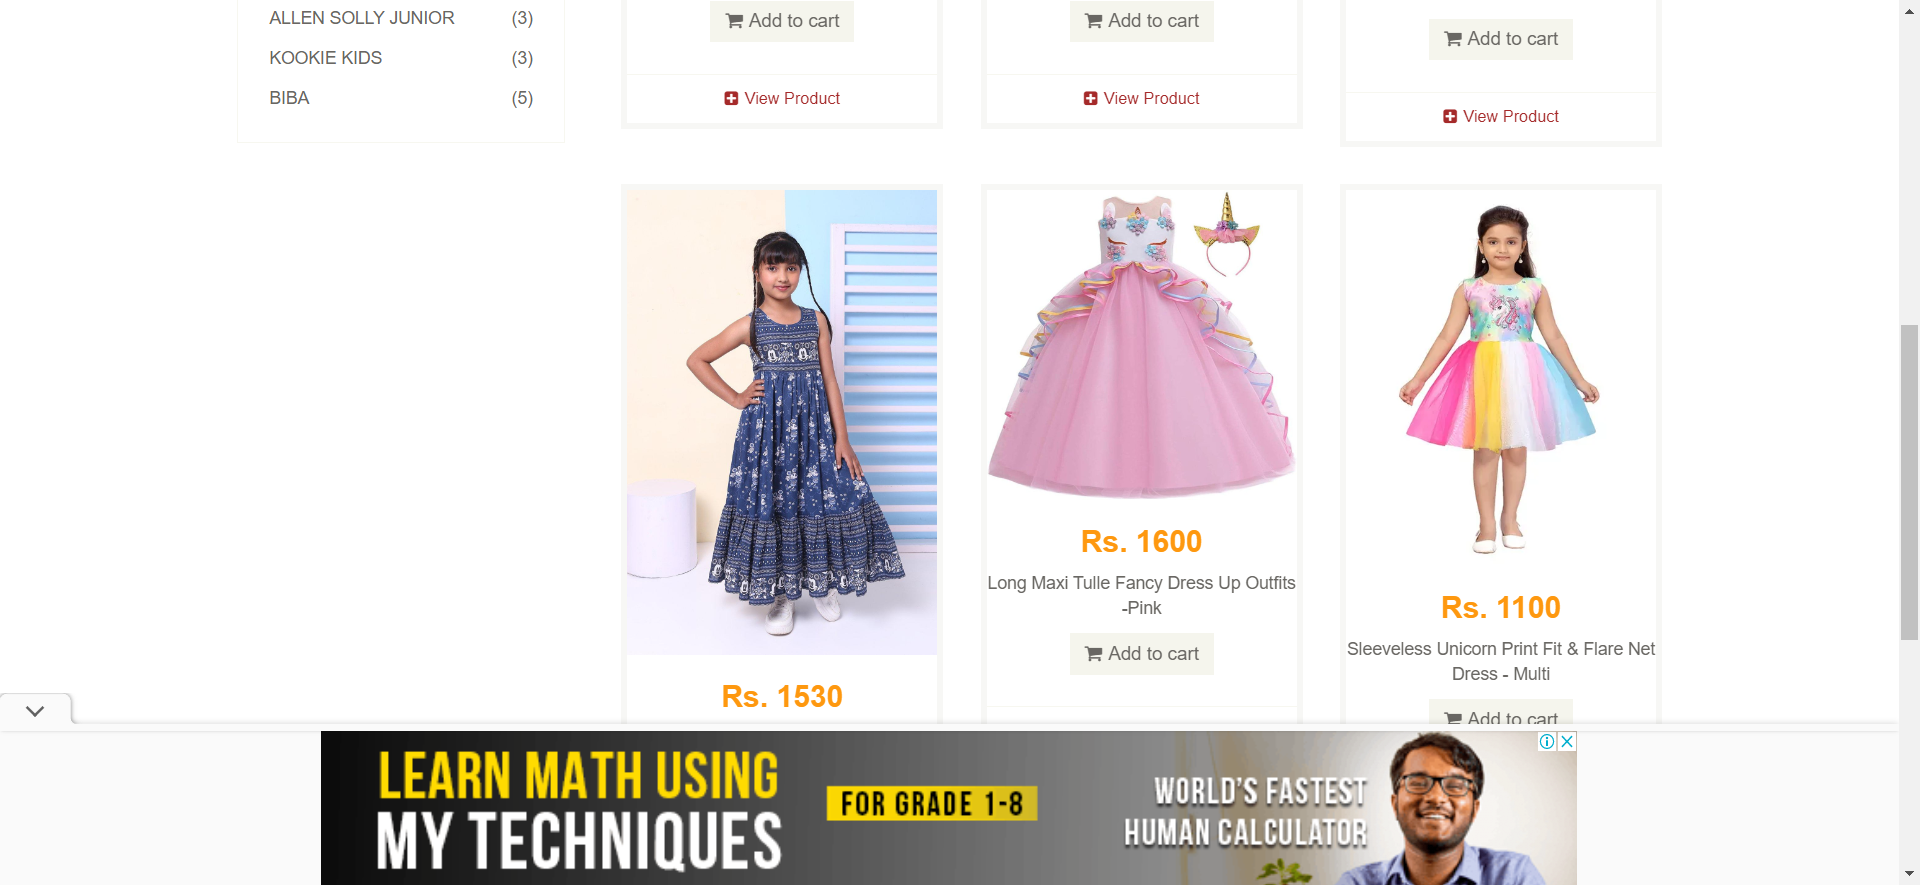 ALLEN SOLLY JUNIOR (3)
KOOKIE KIDS (3)
BIBA (5)
Add to cart
View Product
Add to cart
View Product
Add to cart
View Product
Rs. 1530
Rs. 1600
Long Maxi Tulle Fancy Dress Up Outfits
-Pink
Add to cart
Rs. 1100
Sleeveless Unicorn Print Fit & Flare Net
Dress - Multi
Add to cart
LEARN MATH USING
MY TECHNIQUES
FOR GRADE 1-8
WORLD'S FASTEST
HUMAN CALCULATOR